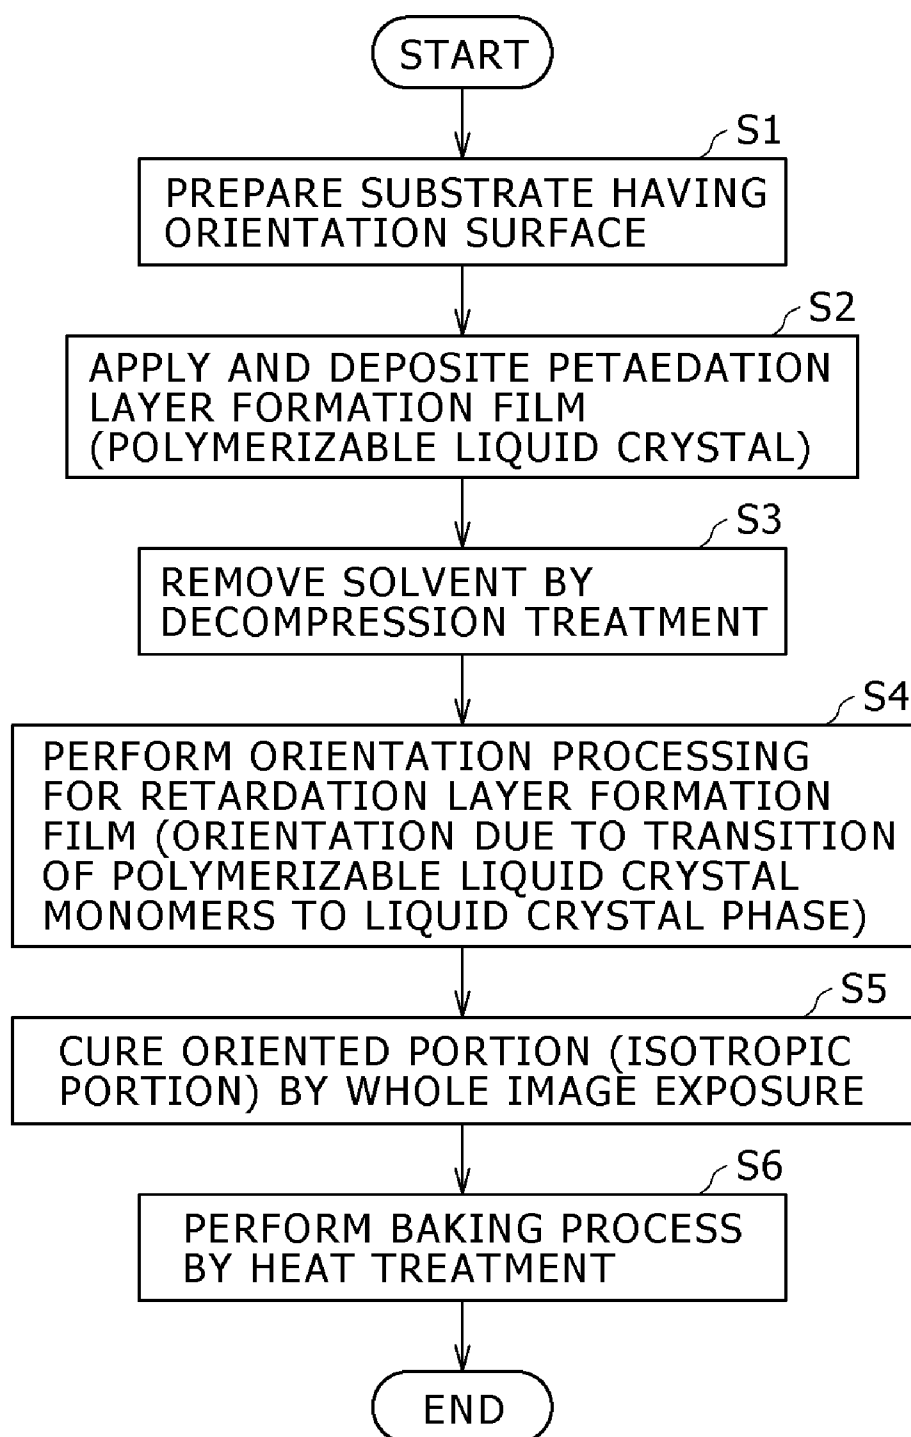 START
S1
PREPARE SUBSTRATE HAVING
ORIENTATION SURFACE
S2
APPLY AND DEPOSITE PETAEDATION
LAYER FORMATION FILM
(POLYMERIZABLE LIQUID CRYSTAL)
S3
REMOVE SOLVENT BY
DECOMPRESSION TREATMENT
S4
PERFORM ORIENTATION PROCESSING
FOR RETARDATION LAYER FORMATION
FILM (ORIENTATION DUE TO TRANSITION
OF POLYMERIZABLE LIQUID CRYSTAL
MONOMERS TO LIQUID CRYSTAL PHASE)
S5
CURE ORIENTED PORTION (ISOTROPIC
PORTION) BY WHOLE IMAGE EXPOSURE
S6
PERFORM BAKING PROCESS
BY HEAT TREATMENT
END